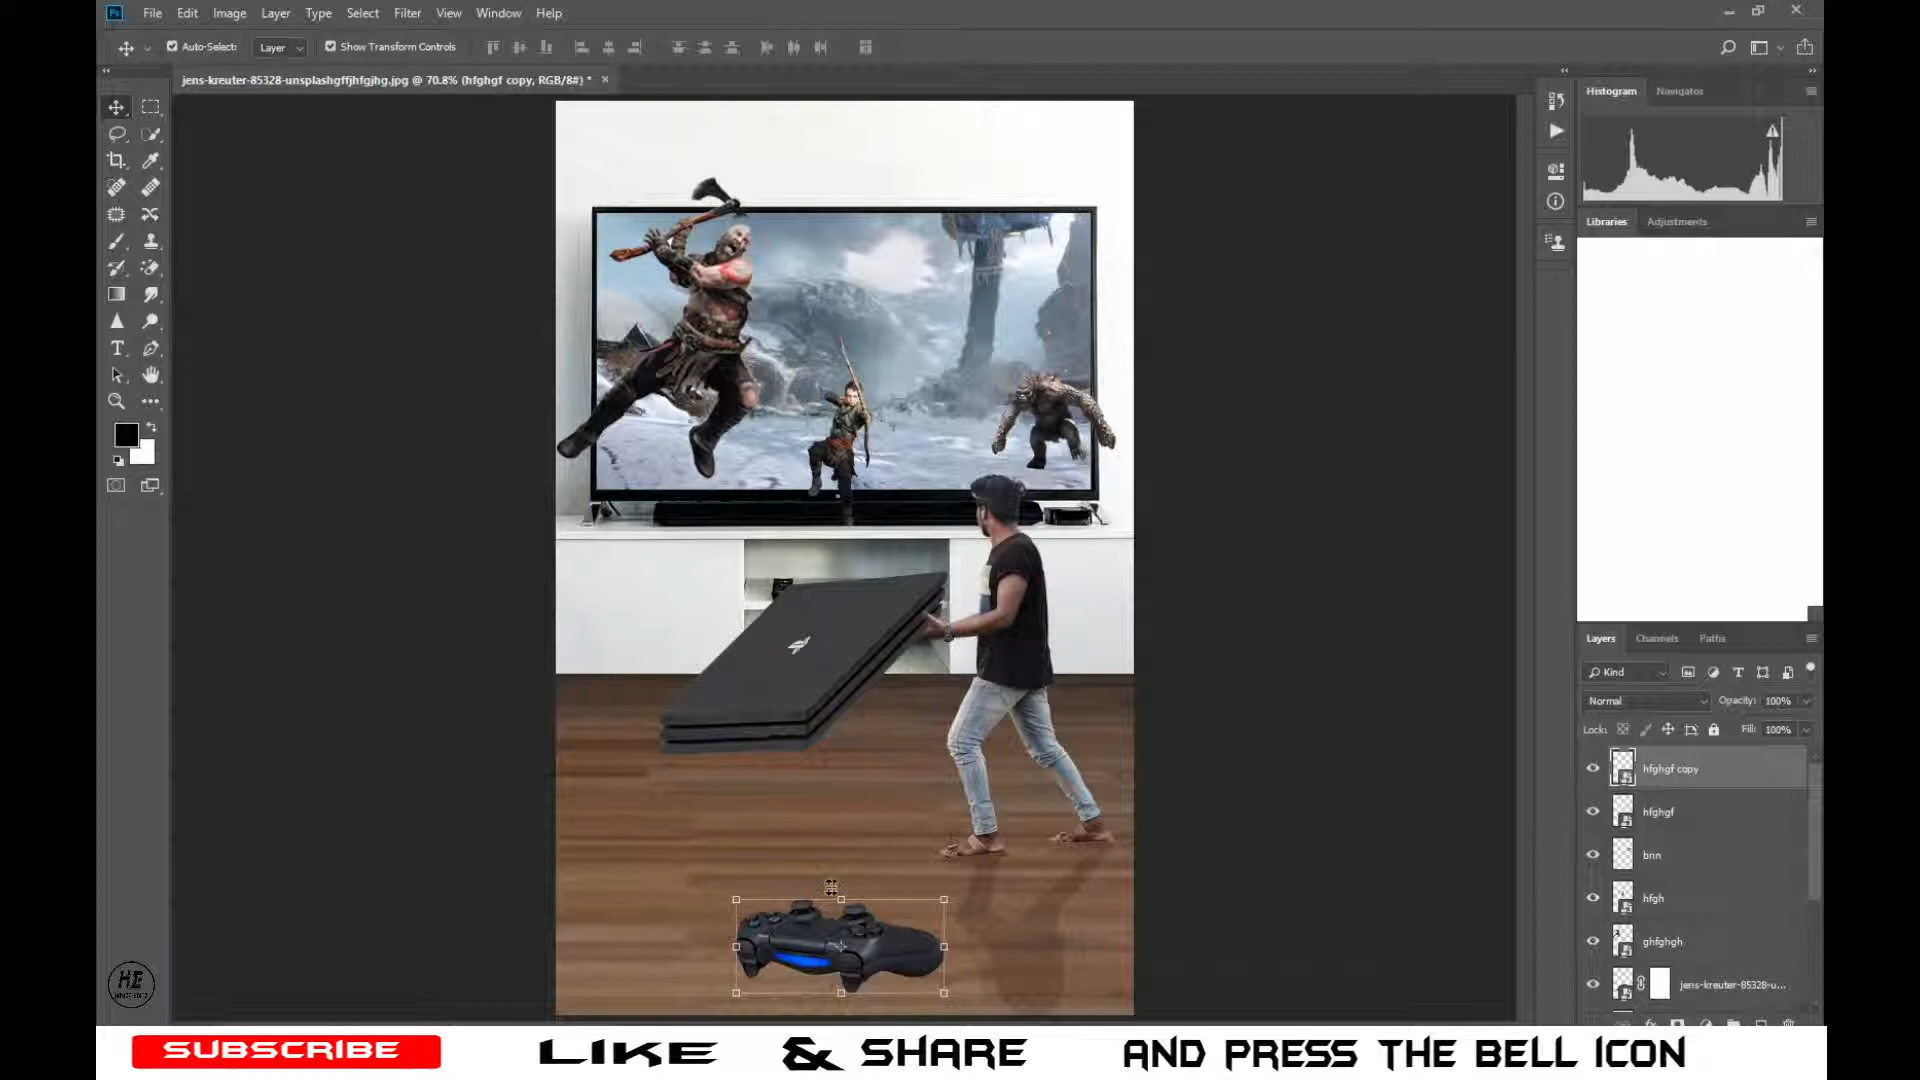 Ps File Edit Image Layer Type Select Filter View Window Help
Auto-Select: Layer Show Transform Controls
jens-kreuter-85328-unsplashgffjhfgjhg.jpg @ 70.8% (hfghgf copy, RGB/8#) *
Histogram Navigator
Libraries Adjustments
Layers Channels Paths
Kind
Normal Opacity: 100%
Lock: Fill: 100%
hfghgf copy
hfghgf
bnn
hfgh
ghfghgh
jens-kreuter-85328-u...
HE
SUBSCRIBE LIKE & SHARE AND PRESS THE BELL ICON